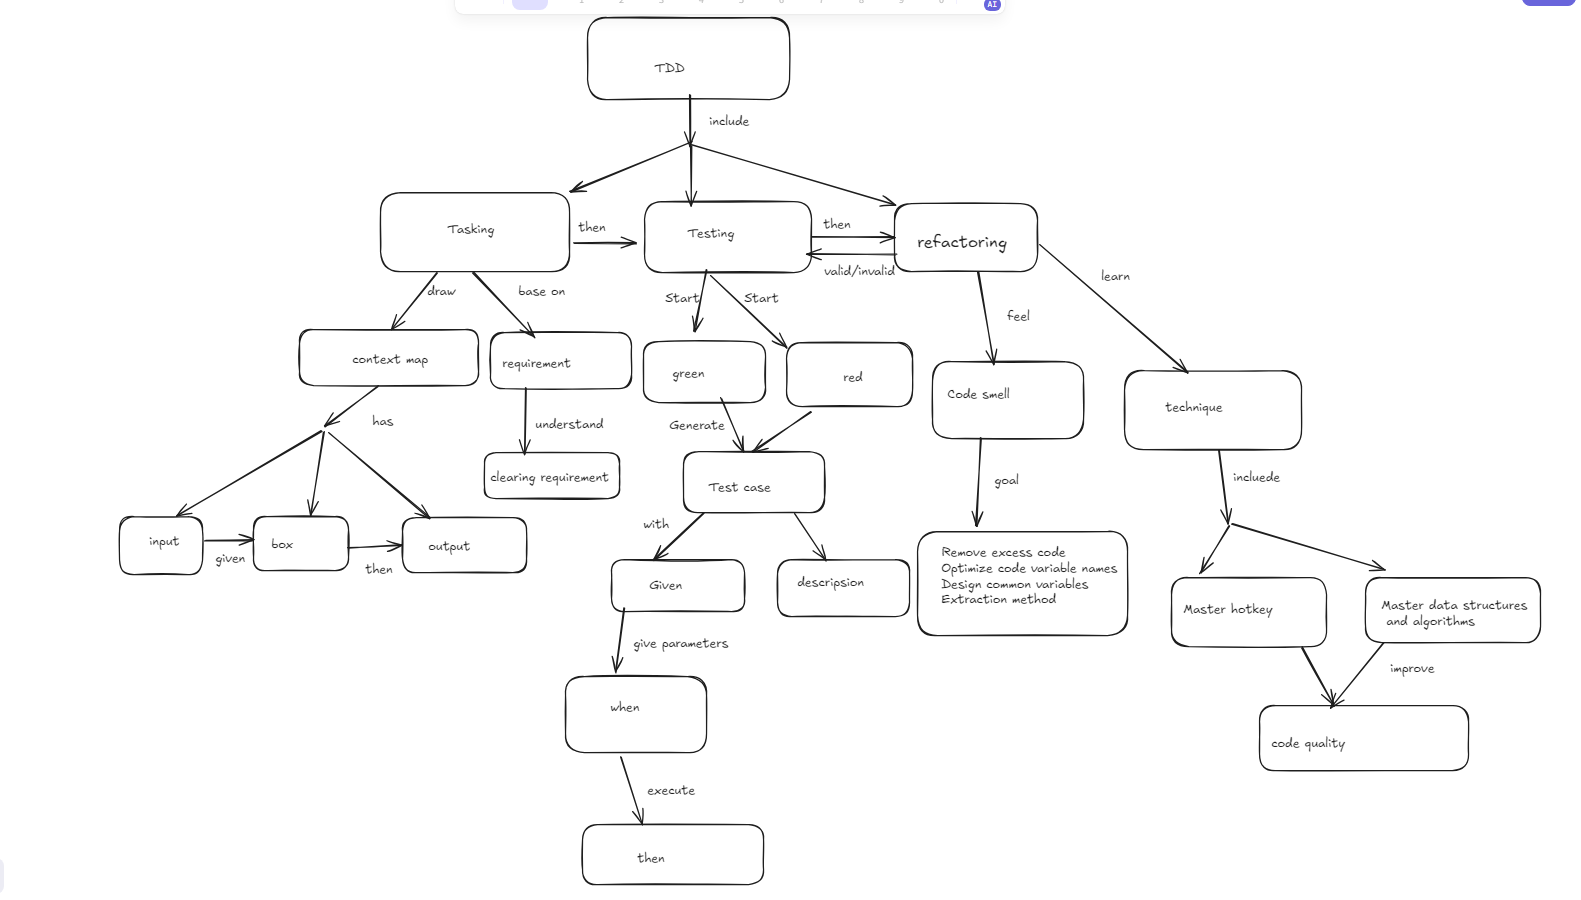 AI
TDD
include
Tasking
then
Testing
then
valid/invalid
refactoring
learn
draw
base on
Start
Start
feel
context map
requirement
green
red
Code smell
technique
has
understand
Generate
clearing requirement
Test case
goal
incluede
with
input
given
box
then
output
Given
descripsion
Remove excess code
Optimize code variable names
Design common variables
Extraction method
Master hotkey
Master data structures
and algorithms
give parameters
improve
when
code quality
execute
then